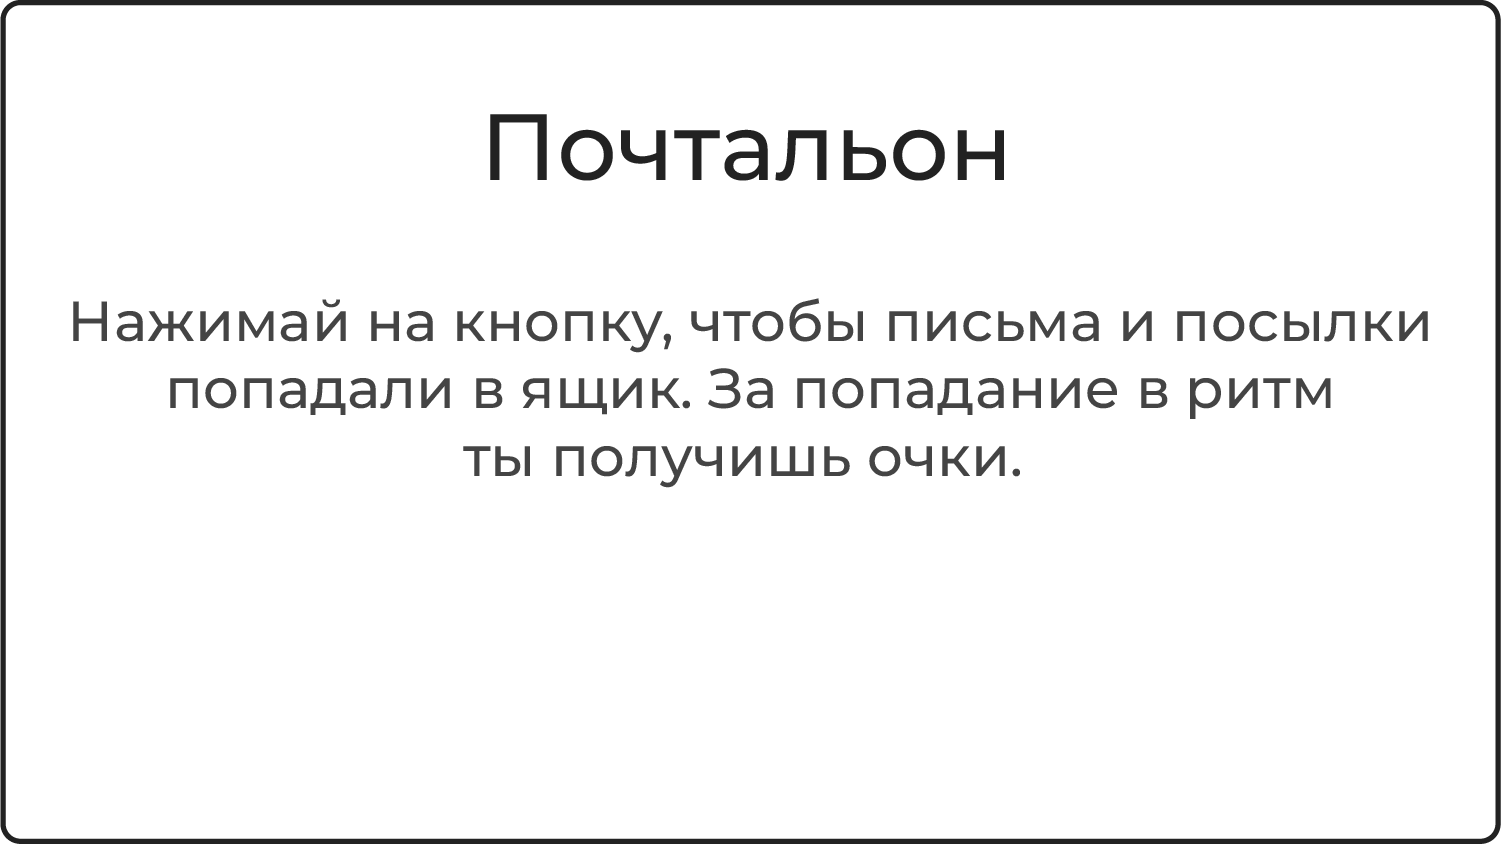 Почтальон
Нажимай на кнопку, чтобы письма и посылки
попадали в ящик. За попадание в ритм
ты получишь очки.